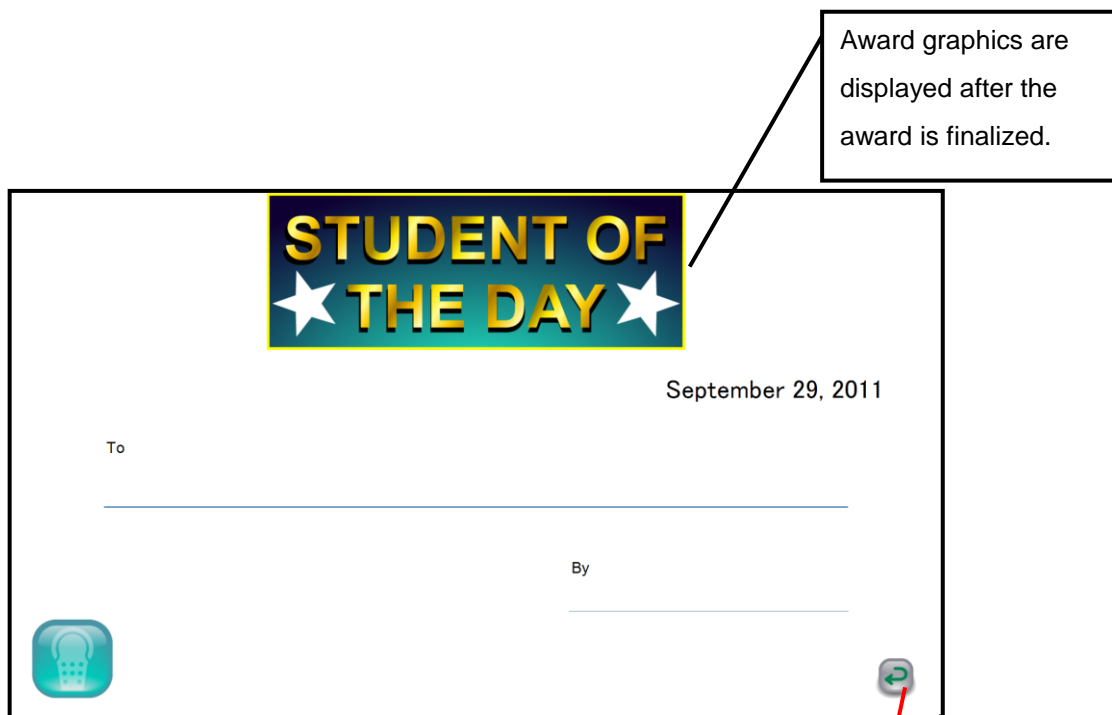 Award graphics are
displayed after the
award is finalized.
STUDENT OF
THE DAY
September 29, 2011
To
By